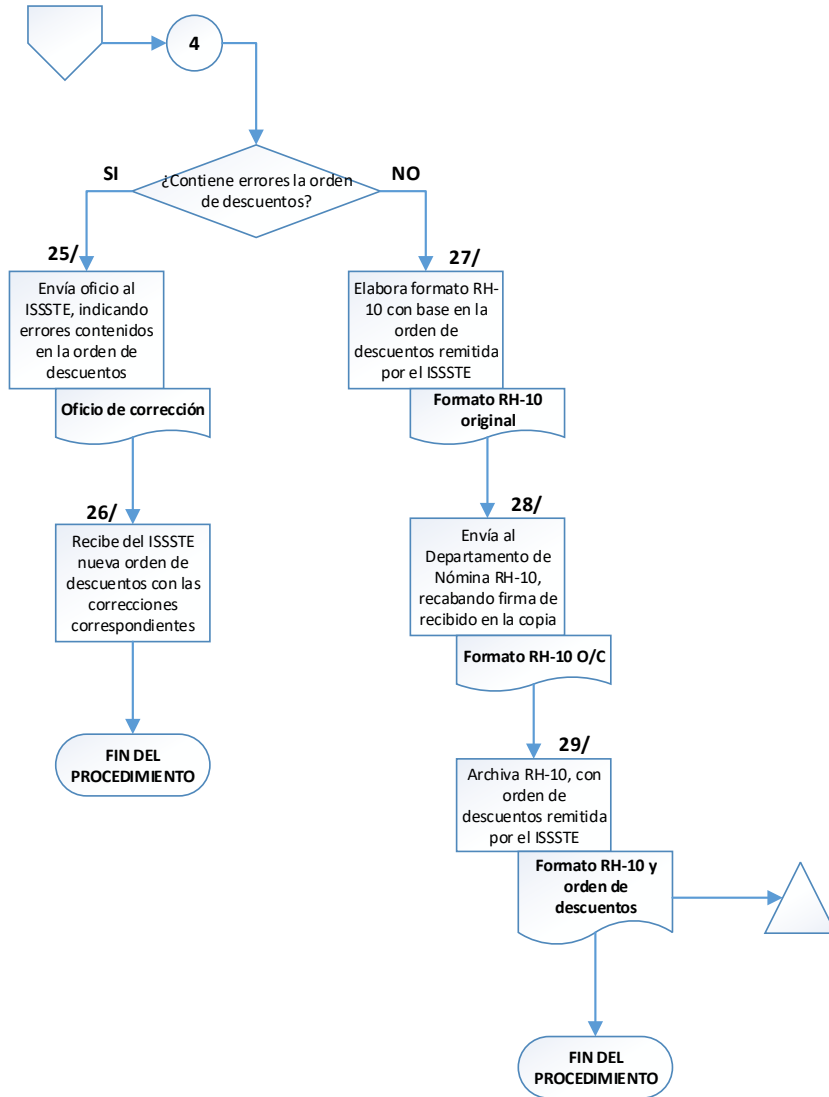 4
¿Contiene errores la orden
de descuentos?
SI
NO
25/
Envía oficio al
ISSSTE, indicando
errores contenidos
en la orden de
descuentos
Oficio de corrección
26/
Recibe del ISSSTE
nueva orden de
descuentos con las
correcciones
correspondientes
FIN DEL
PROCEDIMIENTO
27/
Elabora formato RH-
10 con base en la
orden de
descuentos remitida
por el ISSSTE
Formato RH-10
original
28/
Envía al
Departamento de
Nómina RH-10,
recabando firma de
recibido en la copia
Formato RH-10 O/C
29/
Archiva RH-10, con
orden de
descuentos remitida
por el ISSSTE
Formato RH-10 y
orden de
descuentos
FIN DEL
PROCEDIMIENTO